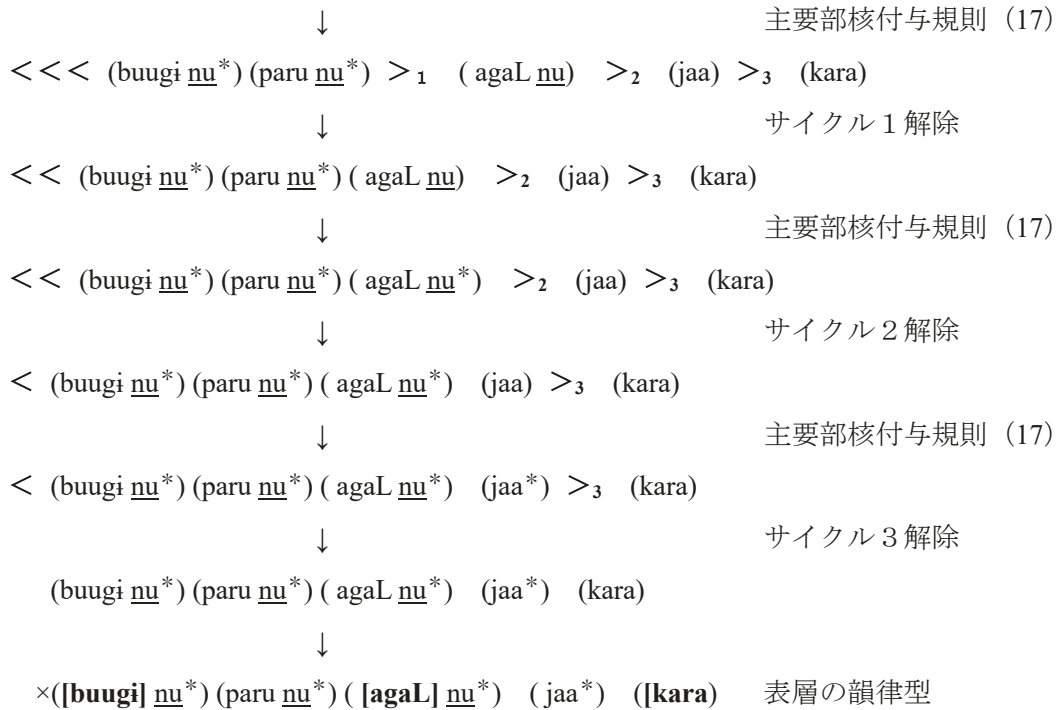 ↓ 主要部核付与規則（17）
＜＜＜ (buugɨ nu*) (paru nu*) ＞₁ ( agaL nu) ＞₂ (jaa) ＞₃ (kara)
↓ サイクル１解除
＜＜ (buugɨ nu*) (paru nu*) ( agaL nu) ＞₂ (jaa) ＞₃ (kara)
↓ 主要部核付与規則（17）
＜＜ (buugɨ nu*) (paru nu*) ( agaL nu*) ＞₂ (jaa) ＞₃ (kara)
↓ サイクル２解除
＜ (buugɨ nu*) (paru nu*) ( agaL nu*) (jaa) ＞₃ (kara)
↓ 主要部核付与規則（17）
＜ (buugɨ nu*) (paru nu*) ( agaL nu*) (jaa*) ＞₃ (kara)
↓ サイクル３解除
(buugɨ nu*) (paru nu*) ( agaL nu*) (jaa*) (kara)
↓
×([buugɨ] nu*) (paru nu*) ( [agaL] nu*) ( jaa*) ([kara) 表層の韻律型